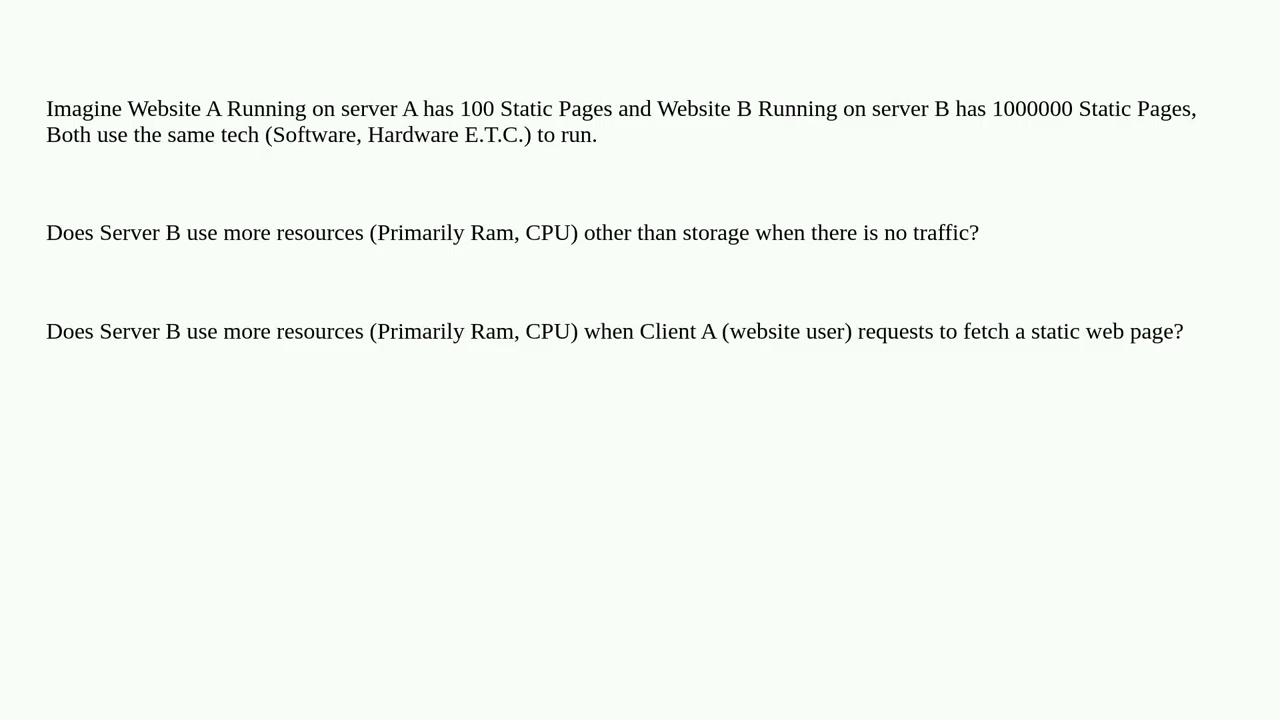 Imagine Website A Running on server A has 100 Static Pages and Website B Running on server B has 1000000 Static Pages,
Both use the same tech (Software, Hardware E.T.C.) to run.
Does Server B use more resources (Primarily Ram, CPU) other than storage when there is no traffic?
Does Server B use more resources (Primarily Ram, CPU) when Client A (website user) requests to fetch a static web page?